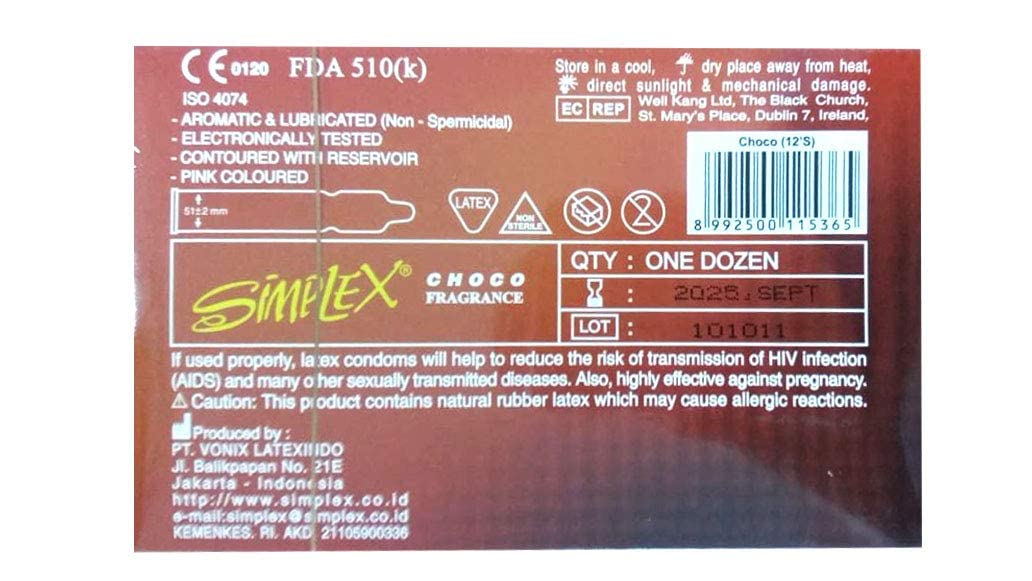 CE 0120 FDA 510(k)
ISO 4074
- AROMATIC & LUBRICATED (Non - Spermicidal)
- ELECTRONICALLY TESTED
- CONTOURED WITH RESERVOIR
- PINK COLOURED
51±2 mm
LATEX
NON
STERILE
2
Store in a cool, dry place away from heat,
direct sunlight & mechanical damage.
EC REP Well Kang Ltd, The Black Church,
St. Mary's Place, Dublin 7, Ireland,
Choco (12'S)
8 992500 115365
SIMPLEX® CHOCO
FRAGRANCE
QTY : ONE DOZEN
: 2025. SEPT
LOT : 101011
If used properly, latex condoms will help to reduce the risk of transmission of HIV infection
(AIDS) and many other sexually transmitted diseases. Also, highly effective against pregnancy.
Caution: This product contains natural rubber latex which may cause allergic reactions.
Produced by :
PT. VONIX LATEXINDO
Jl. Balikpapan No. 21E
Jakarta - Indonesia
http://www.simplex.co.id
e-mail:simplex@simplex.co.id
KEMENKES. RI. AKD 21105900336